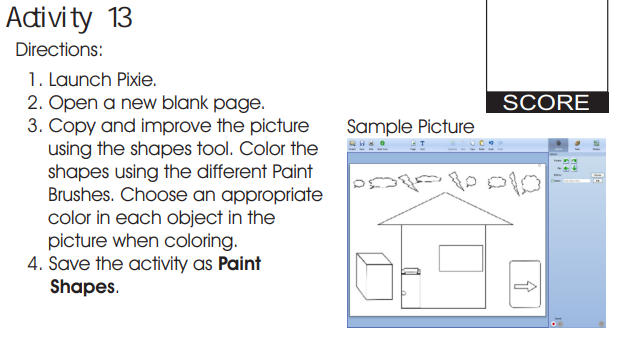 Activity 13
Directions:
1. Launch Pixie.
2. Open a new blank page.
3. Copy and improve the picture
using the shapes tool. Color the
shapes using the different Paint
Brushes. Choose an appropriate
color in each object in the
picture when coloring.
4. Save the activity as Paint
Shapes.
SCORE
Sample Picture